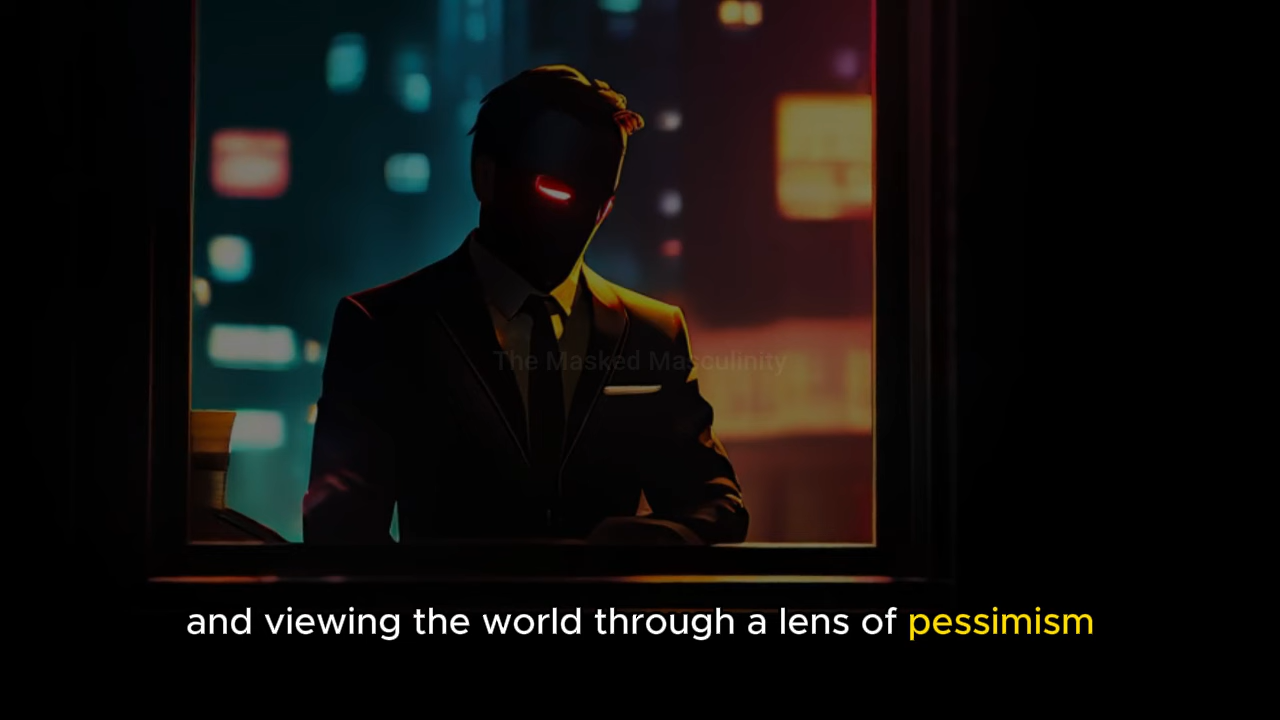 The Masked Masculinity
and viewing the world through a lens of pessimism